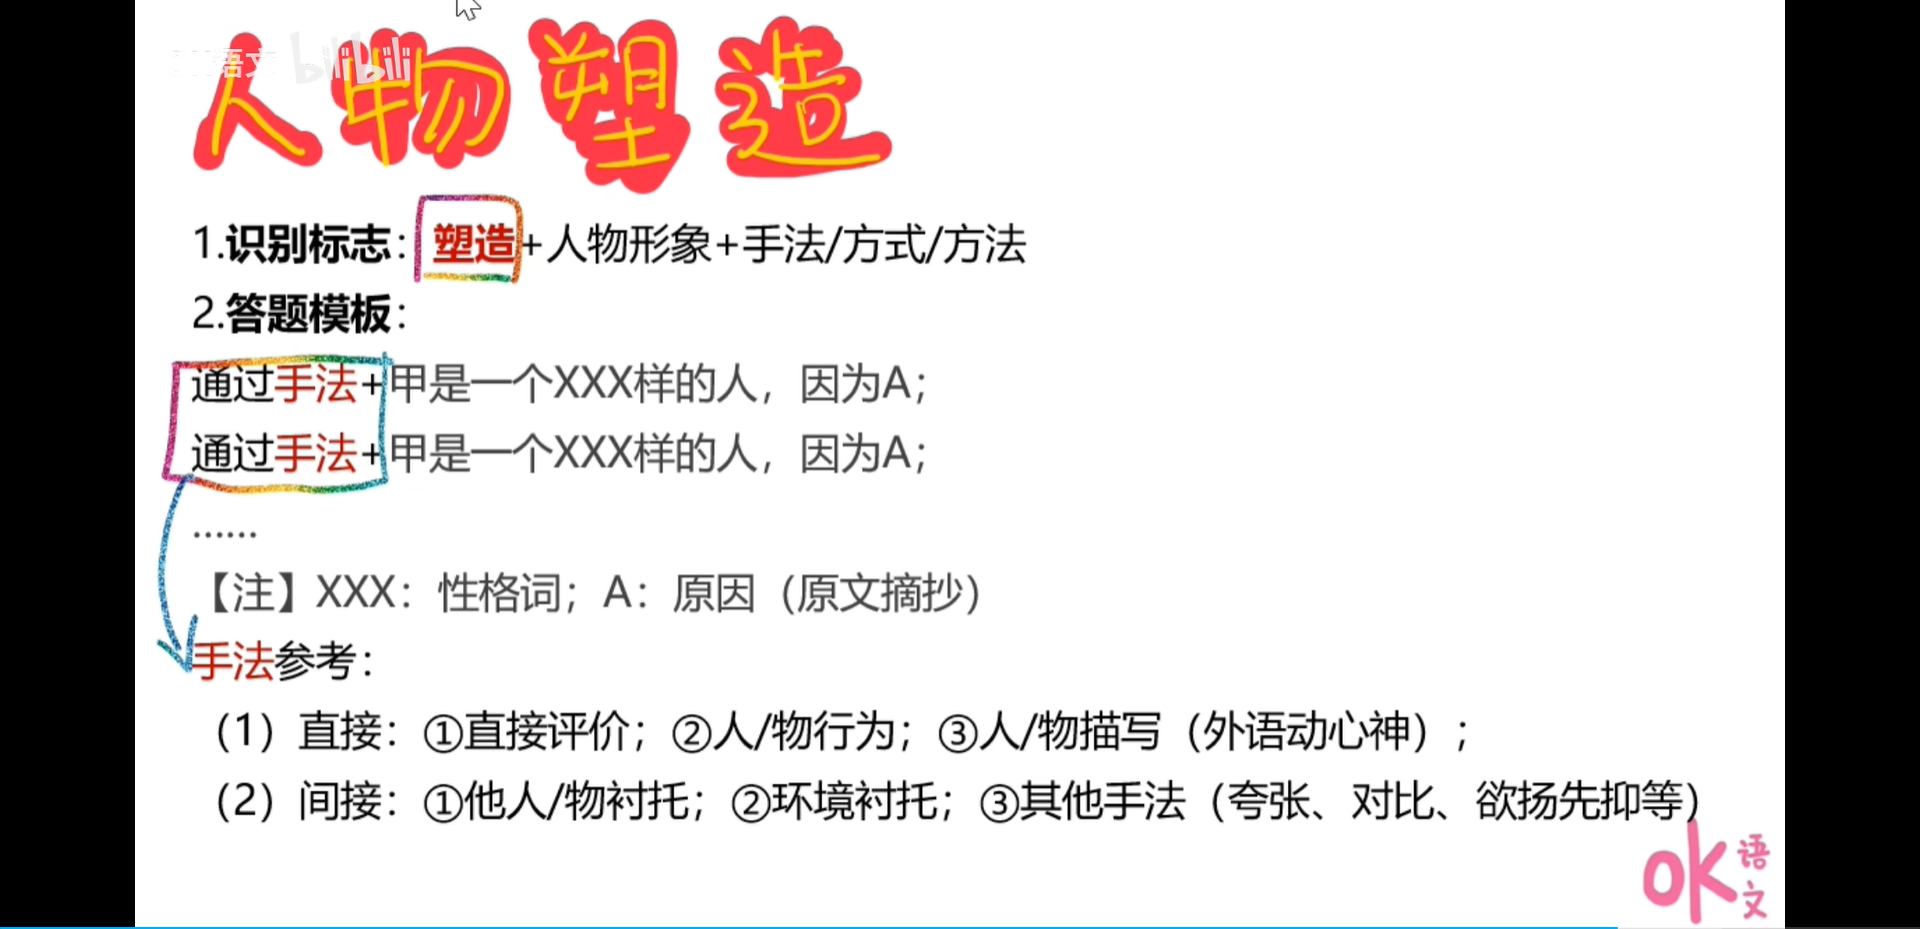 人物塑造
语文 bilibili
1.识别标志：塑造+人物形象+手法/方式/方法
2.答题模板：
通过手法+甲是一个XXX样的人，因为A；
通过手法+甲是一个XXX样的人，因为A；
……
【注】XXX：性格词；A：原因（原文摘抄）
手法参考：
（1）直接：①直接评价；②人/物行为；③人/物描写（外语动心神）；
（2）间接：①他人/物衬托；②环境衬托；③其他手法（夸张、对比、欲扬先抑等）
ok语文